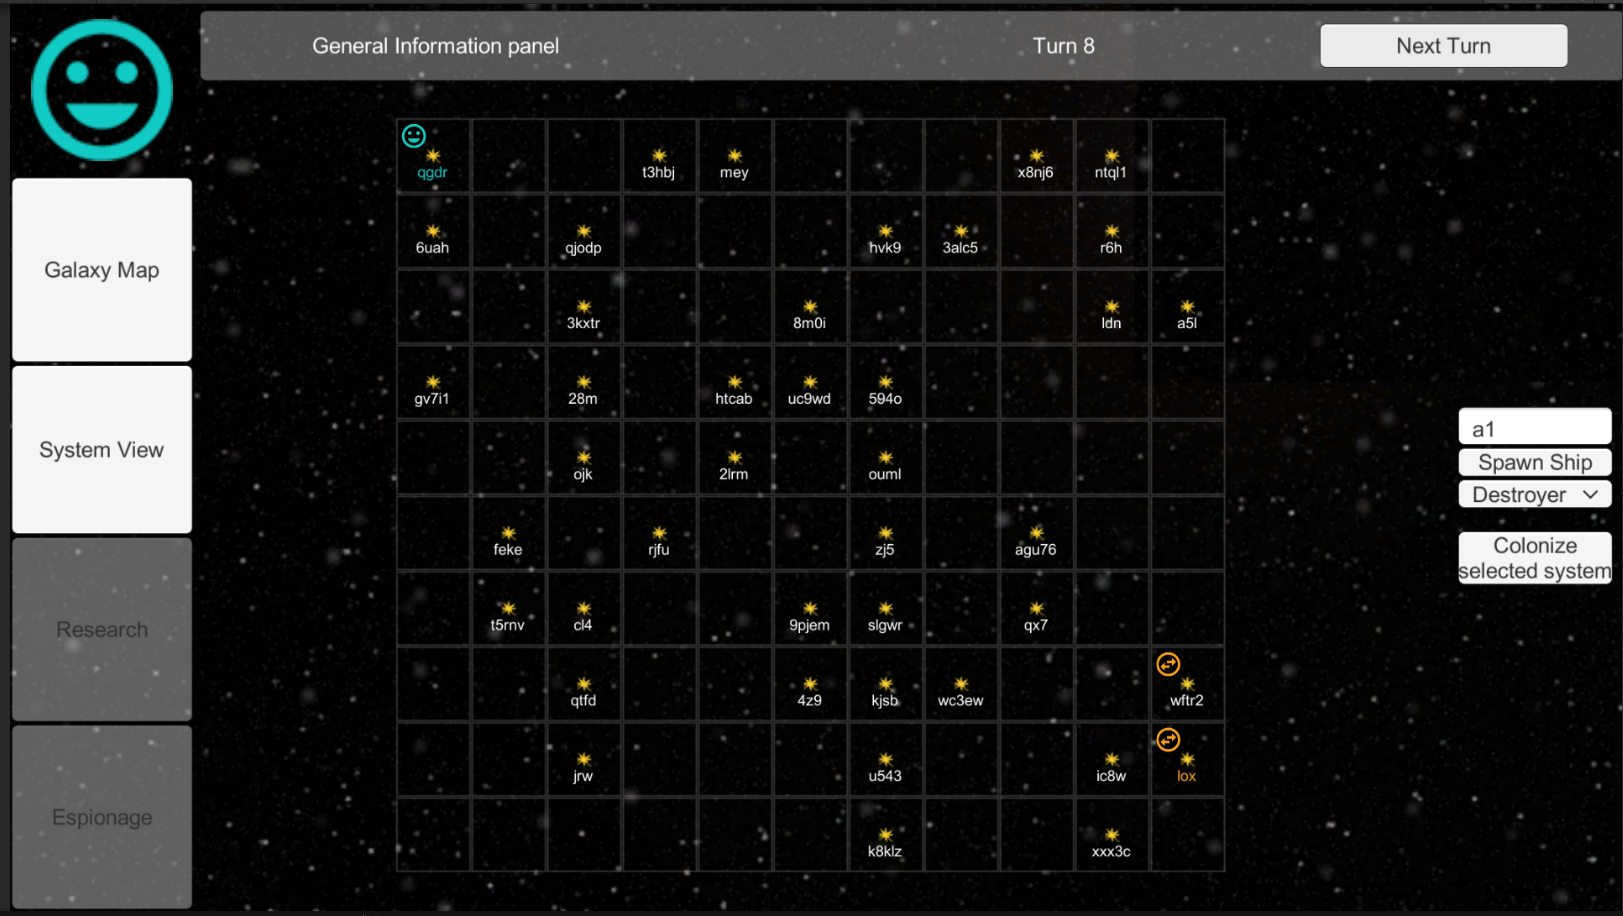 General Information panel
Turn 8
Next Turn
Galaxy Map
System View
Research
Espionage
qgdr
t3hbj
mey
x8nj6
ntql1
6uah
qjodp
hvk9
3alc5
r6h
3kxtr
8m0i
ldn
a5l
gv7i1
28m
htcab
uc9wd
594o
ojk
2lrm
ouml
feke
rjfu
zj5
agu76
t5rnv
cl4
9pjem
slgwr
qx7
qtfd
4z9
kjsb
wc3ew
wftr2
jrw
u543
ic8w
lox
k8klz
xxx3c
a1
Spawn Ship
Destroyer
Colonize
selected system